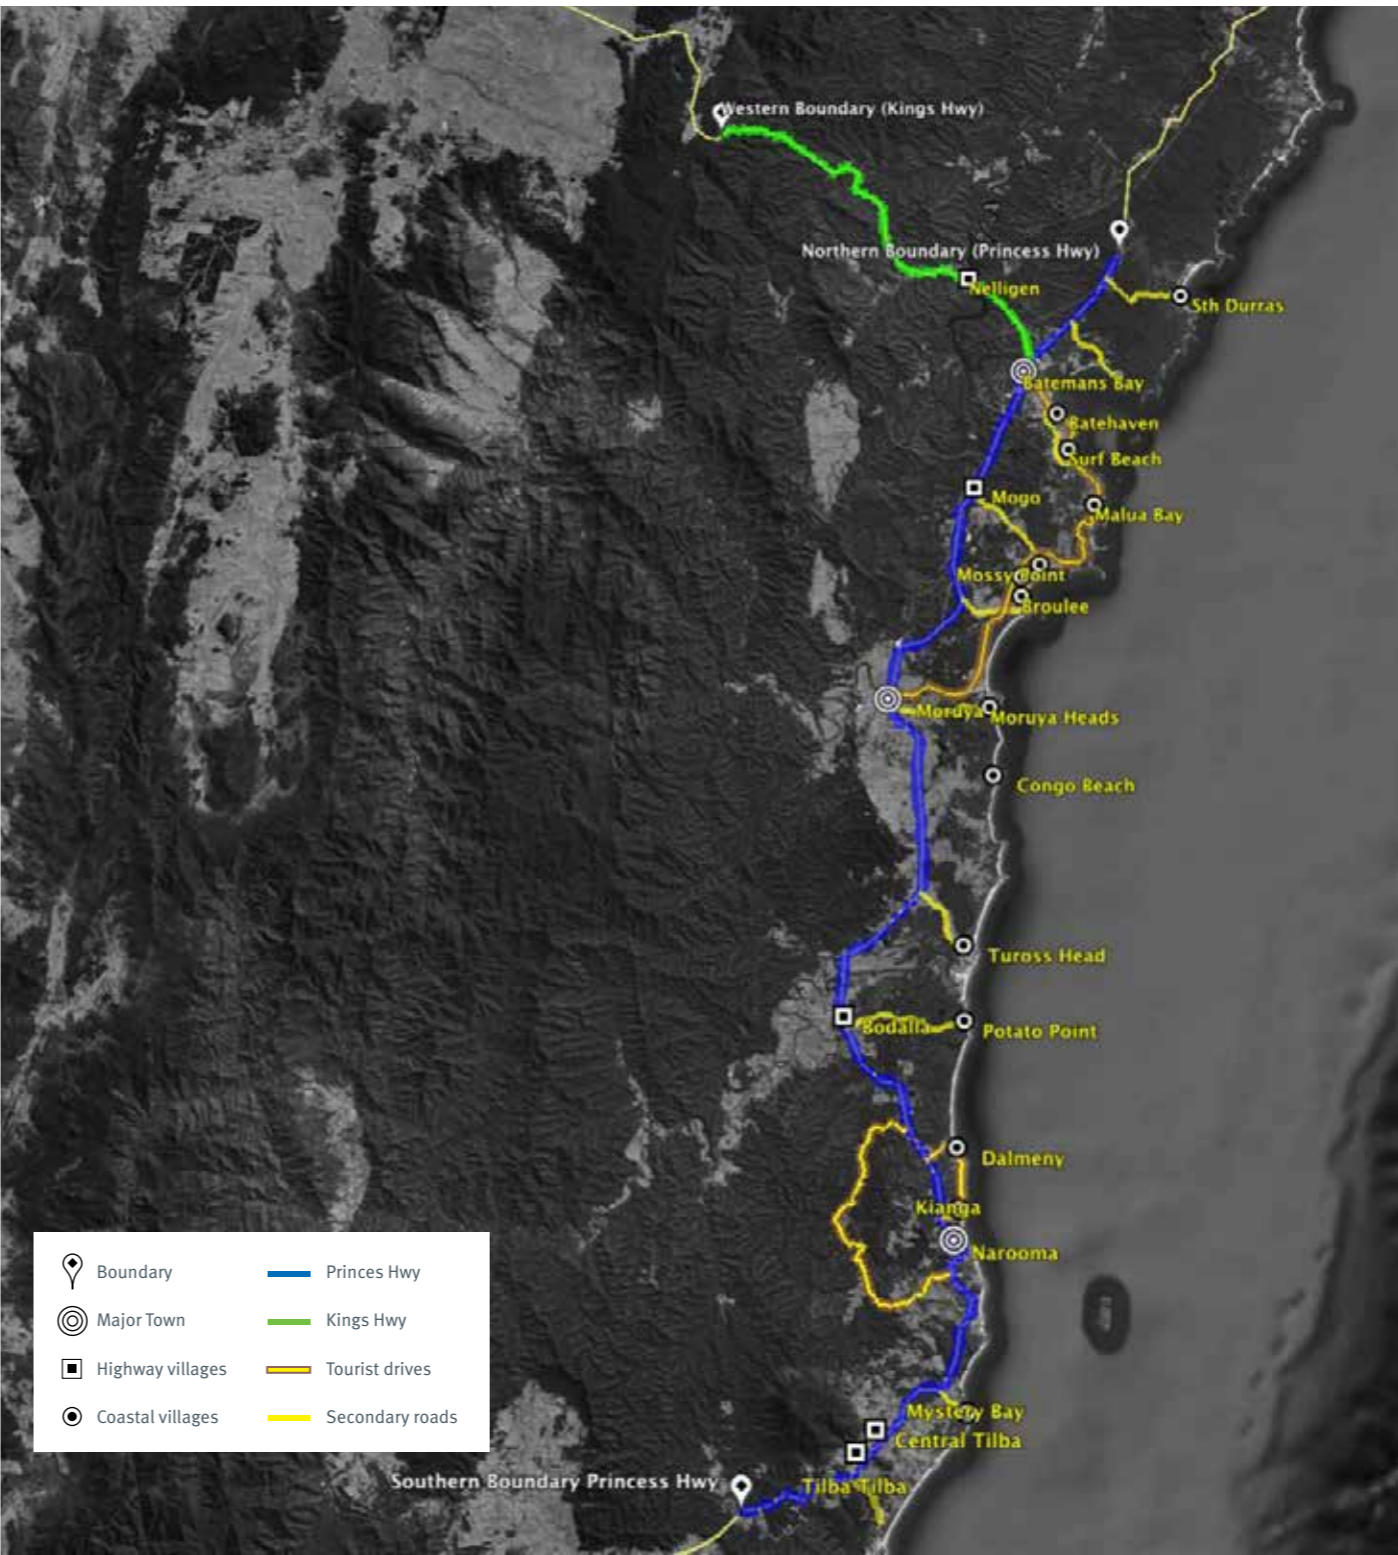 Western Boundary (Kings Hwy)
Northern Boundary (Princess Hwy)
Nelligen
Sth Durras
Batemans Bay
Batehaven
Surf Beach
Mogo
Malua Bay
Mossy Point
Broulee
Moruya
Moruya Heads
Congo Beach
Tuross Head
Bodalla
Potato Point
Dalmeny
Kianga
Narooma
Mystery Bay
Central Tilba
Tilba Tilba
Southern Boundary Princess Hwy
Boundary
Princes Hwy
Major Town
Kings Hwy
Highway villages
Tourist drives
Coastal villages
Secondary roads